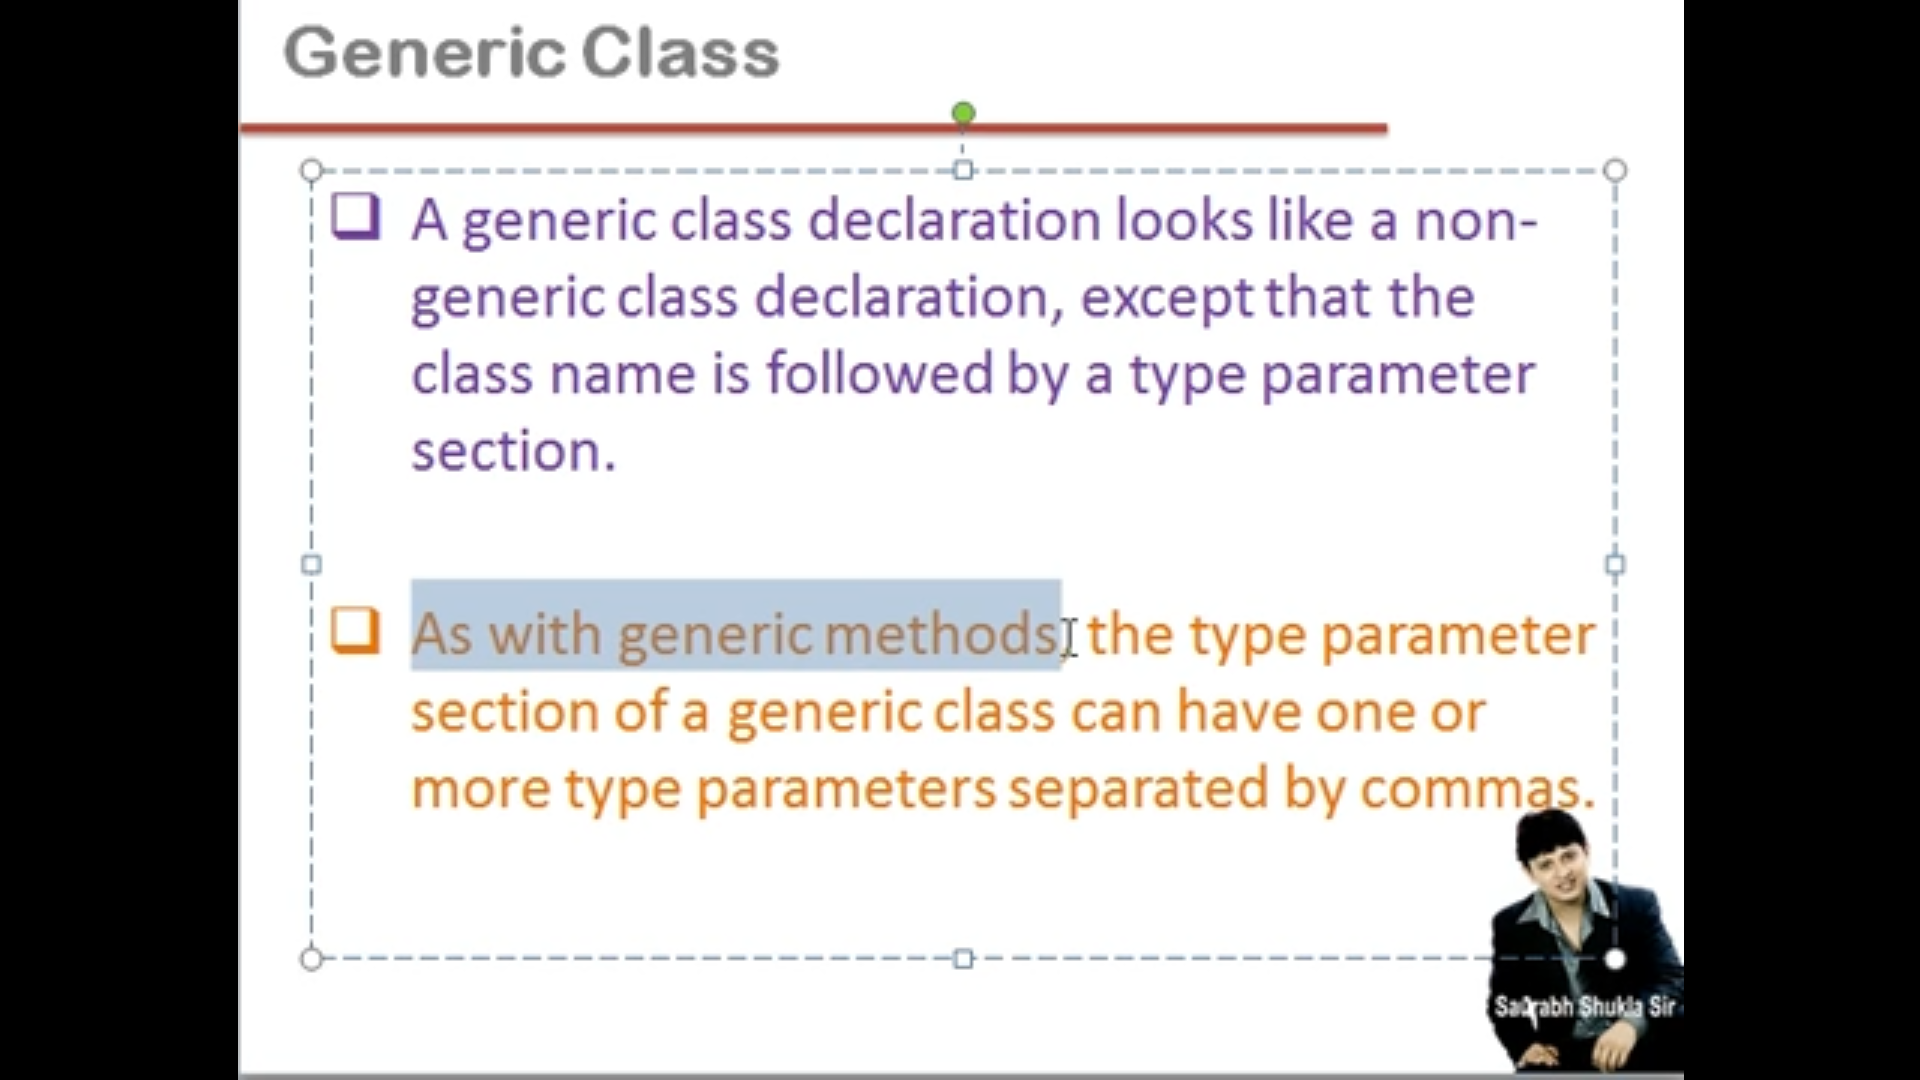 Generic Class
A generic class declaration looks like a non-
generic class declaration, except that the
class name is followed by a type parameter
section.
As with generic methods, the type parameter
section of a generic class can have one or
more type parameters separated by commas.
Saurabh Shukla Sir